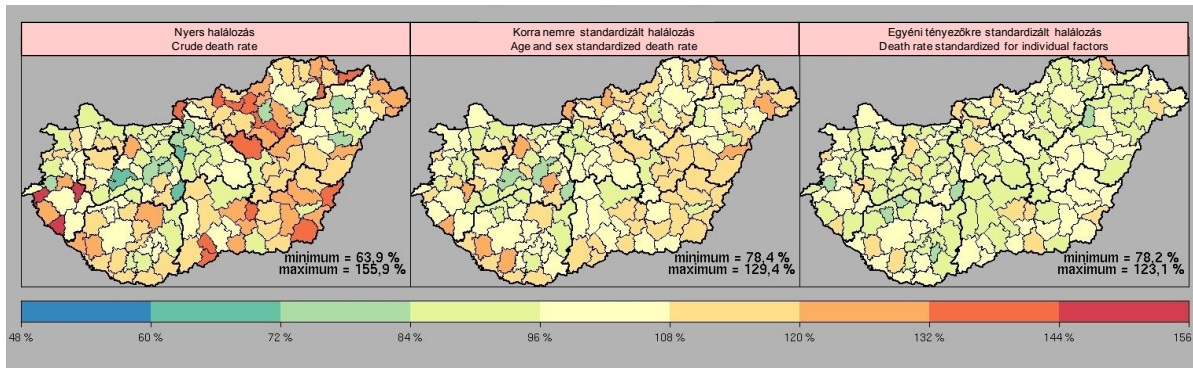 Nyers halálozás
Crude death rate
Korra nemre standardizált halálozás
Age and sex standardized death rate
Egyéni tényezőkre standardizált halálozás
Death rate standardized for individual factors
minimum = 63,9 %
maximum = 155,9 %
minimum = 78,4 %
maximum = 129,4 %
minimum = 78,2 %
maximum = 123,1 %
48 % 60 % 72 % 84 % 96 % 108 % 120 % 132 % 144 % 156